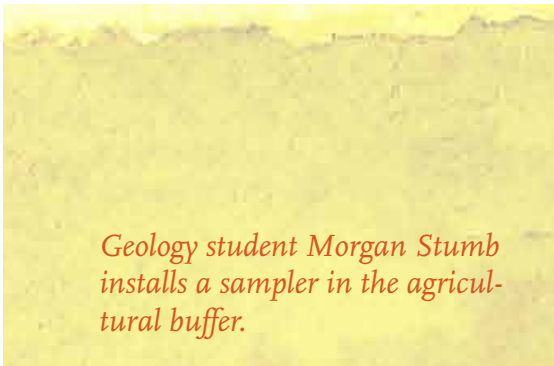 Geology student Morgan Stumb
installs a sampler in the agricul-
tural buffer.